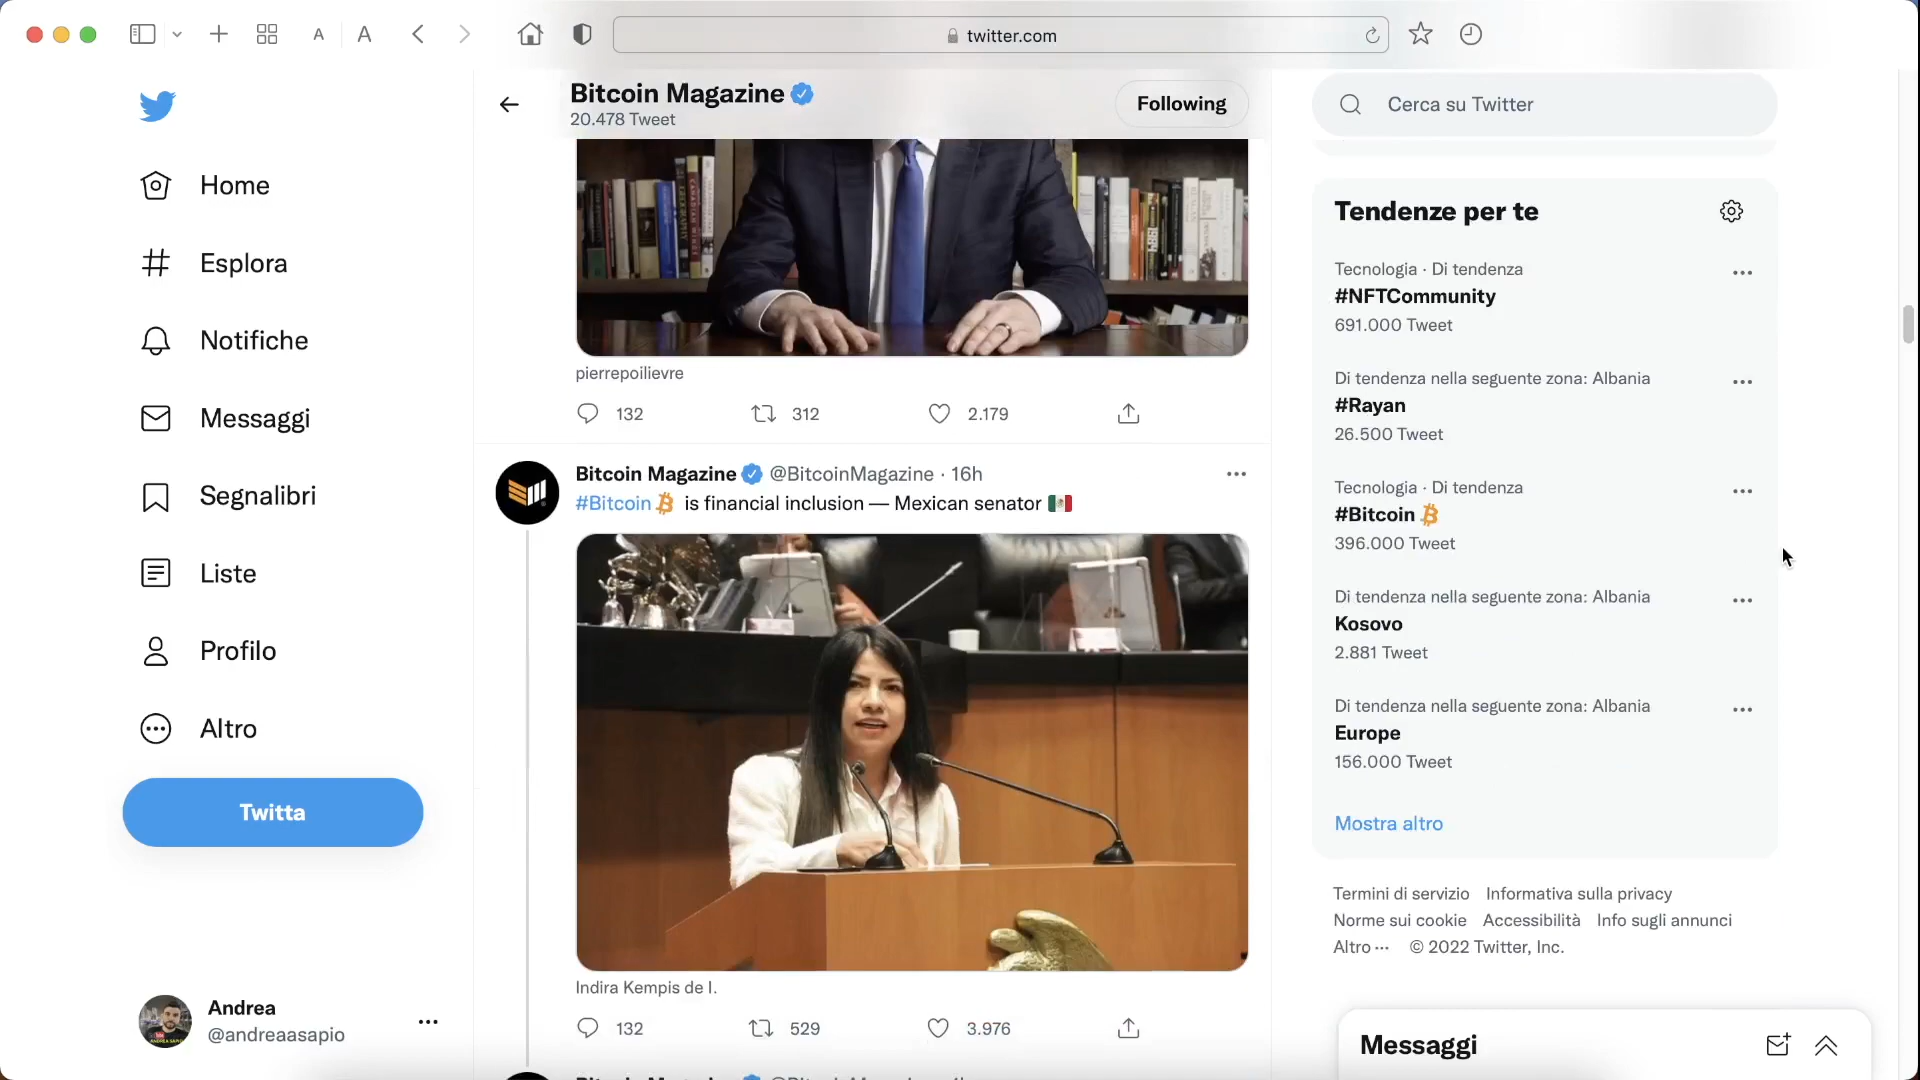 twitter.com
Bitcoin Magazine
20.478 Tweet
Following
Cerca su Twitter
Home
Esplora
Notifiche
Messaggi
Segnalibri
Liste
Profilo
Altro
Twitta
Andrea
@andreaasapio
pierrepoilievre
132 312 2.179
Bitcoin Magazine @BitcoinMagazine · 16h
#Bitcoin is financial inclusion — Mexican senator 🇲🇽
Indira Kempis de I.
132 529 3.976
Tendenze per te
Tecnologia · Di tendenza
#NFTCommunity
691.000 Tweet
Di tendenza nella seguente zona: Albania
#Rayan
26.500 Tweet
Tecnologia · Di tendenza
#Bitcoin
396.000 Tweet
Di tendenza nella seguente zona: Albania
Kosovo
2.881 Tweet
Di tendenza nella seguente zona: Albania
Europe
156.000 Tweet
Mostra altro
Termini di servizio Informativa sulla privacy
Norme sui cookie Accessibilità Info sugli annunci
Altro ··· © 2022 Twitter, Inc.
Messaggi